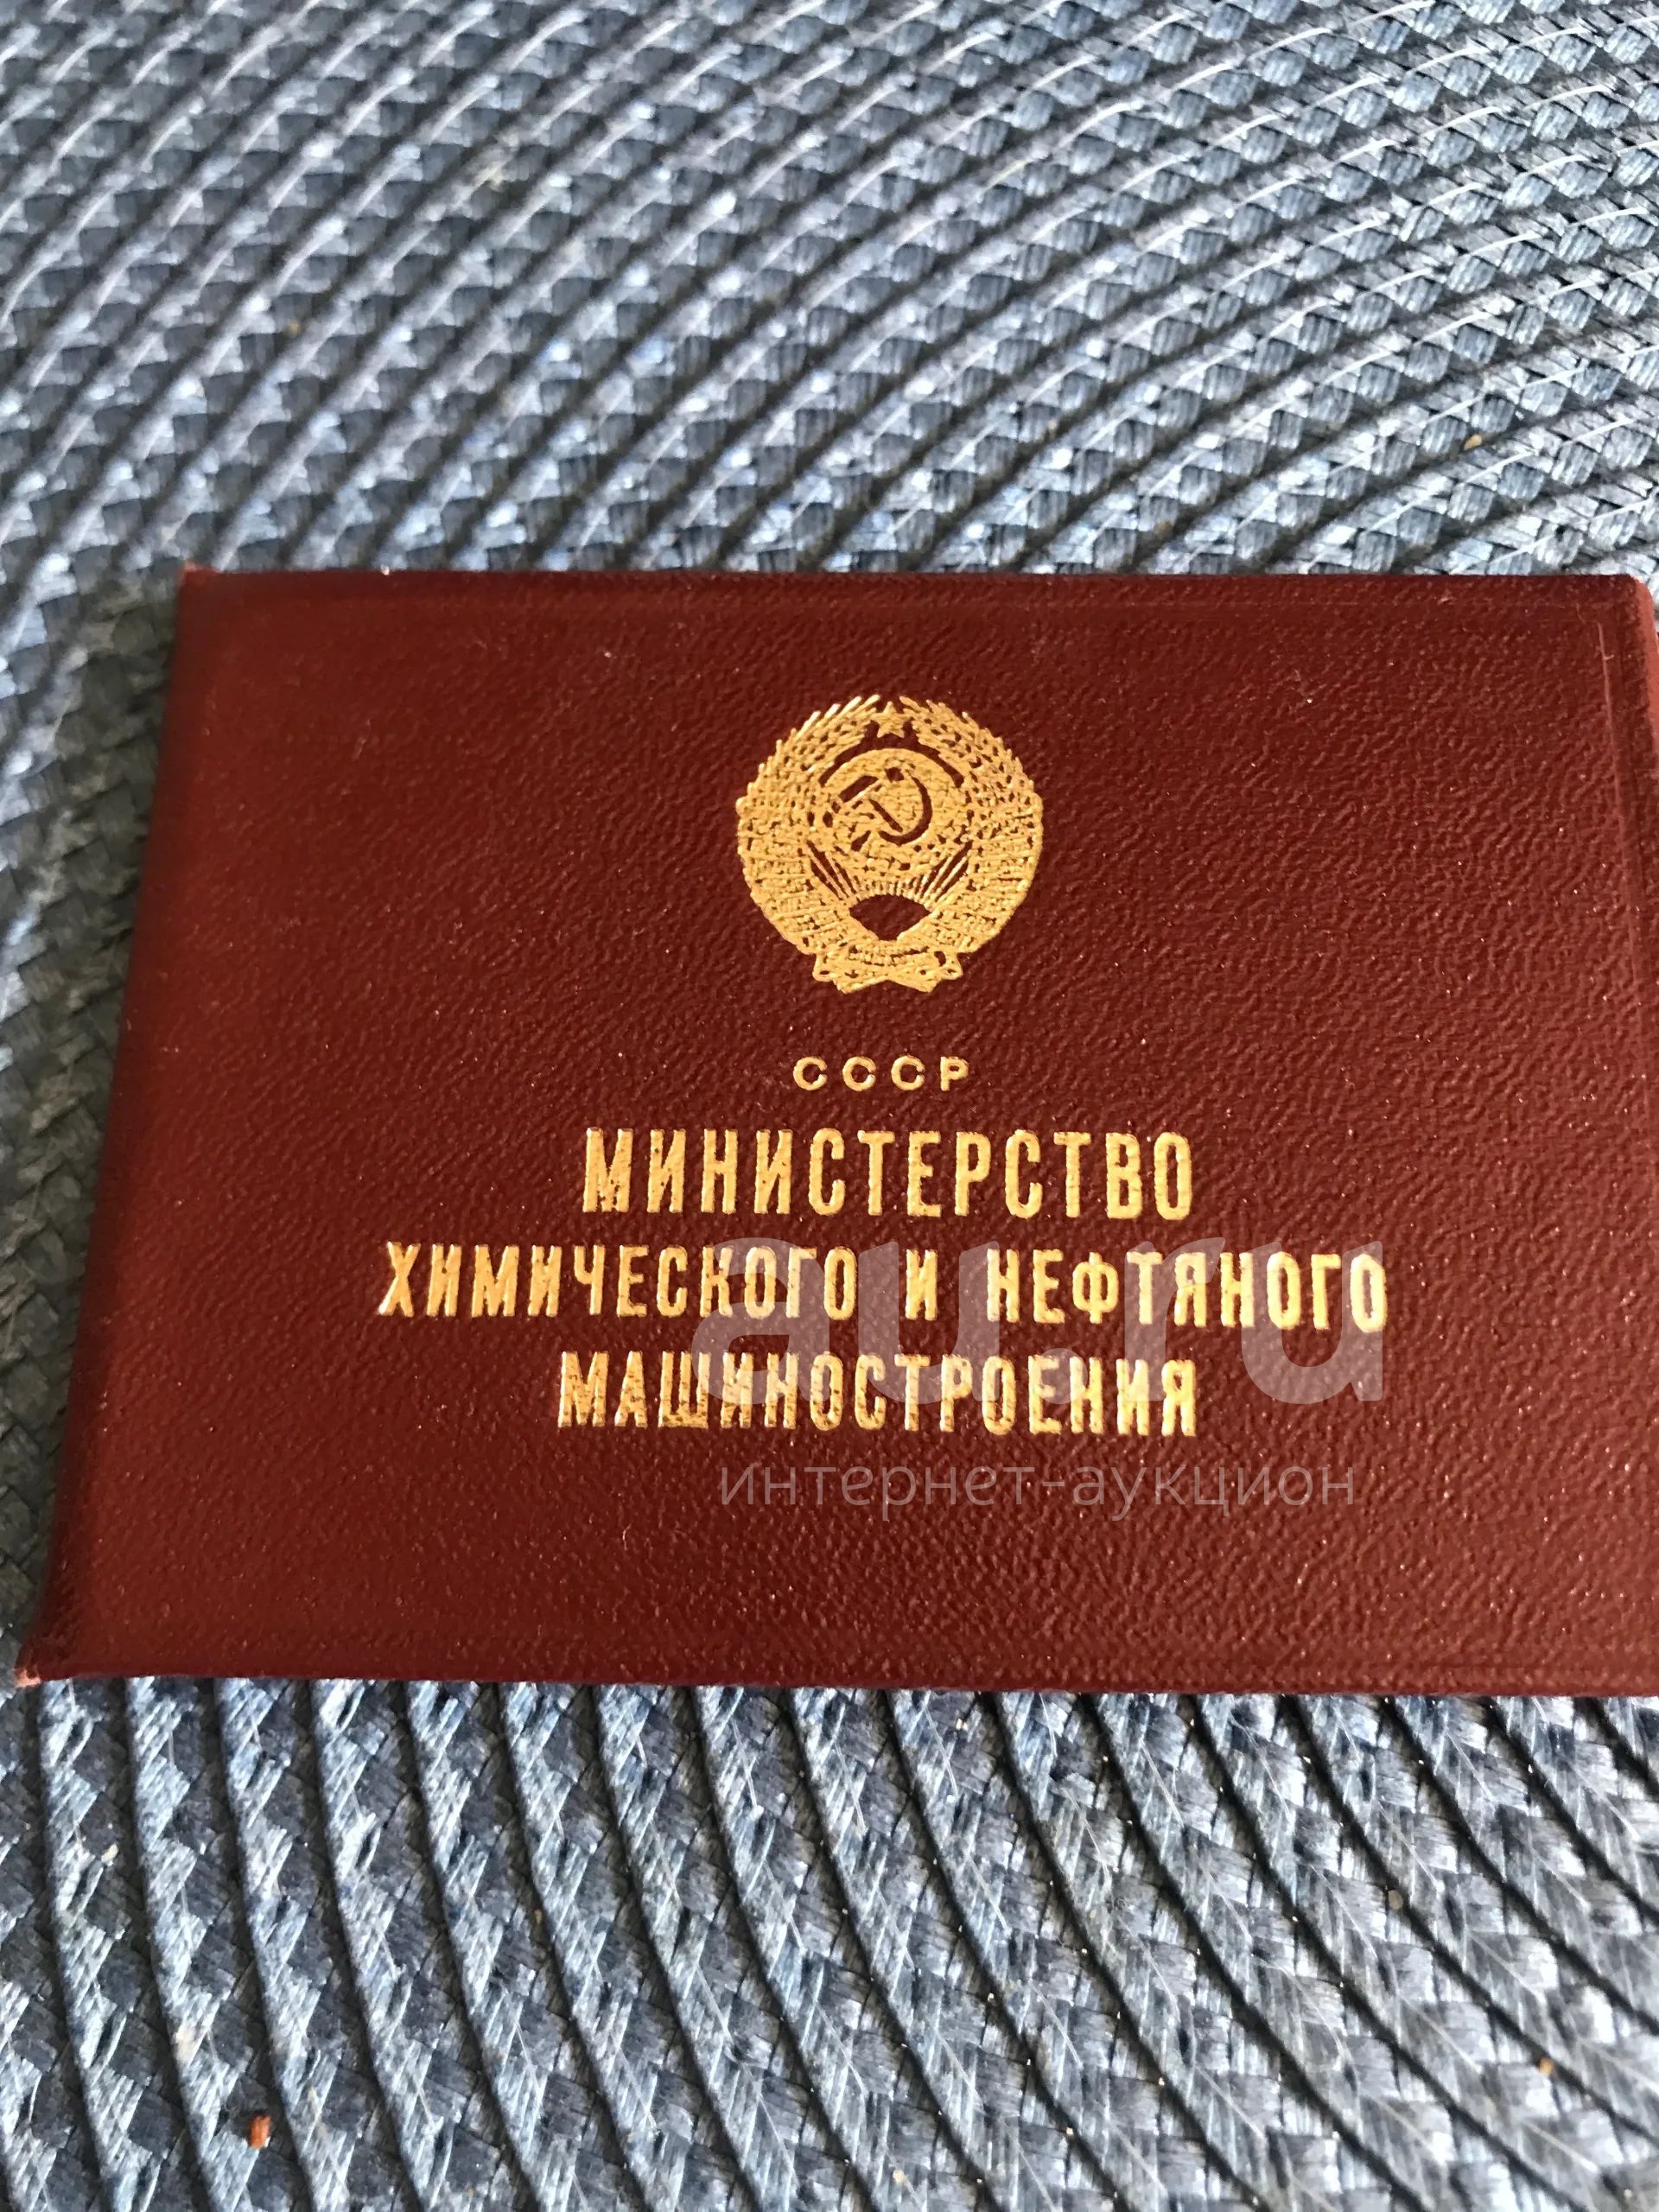 СССР
МИНИСТЕРСТВО
ХИМИЧЕСКОГО И НЕФТЯНОГО
МАШИНОСТРОЕНИЯ
au.ru
интернет-аукцион